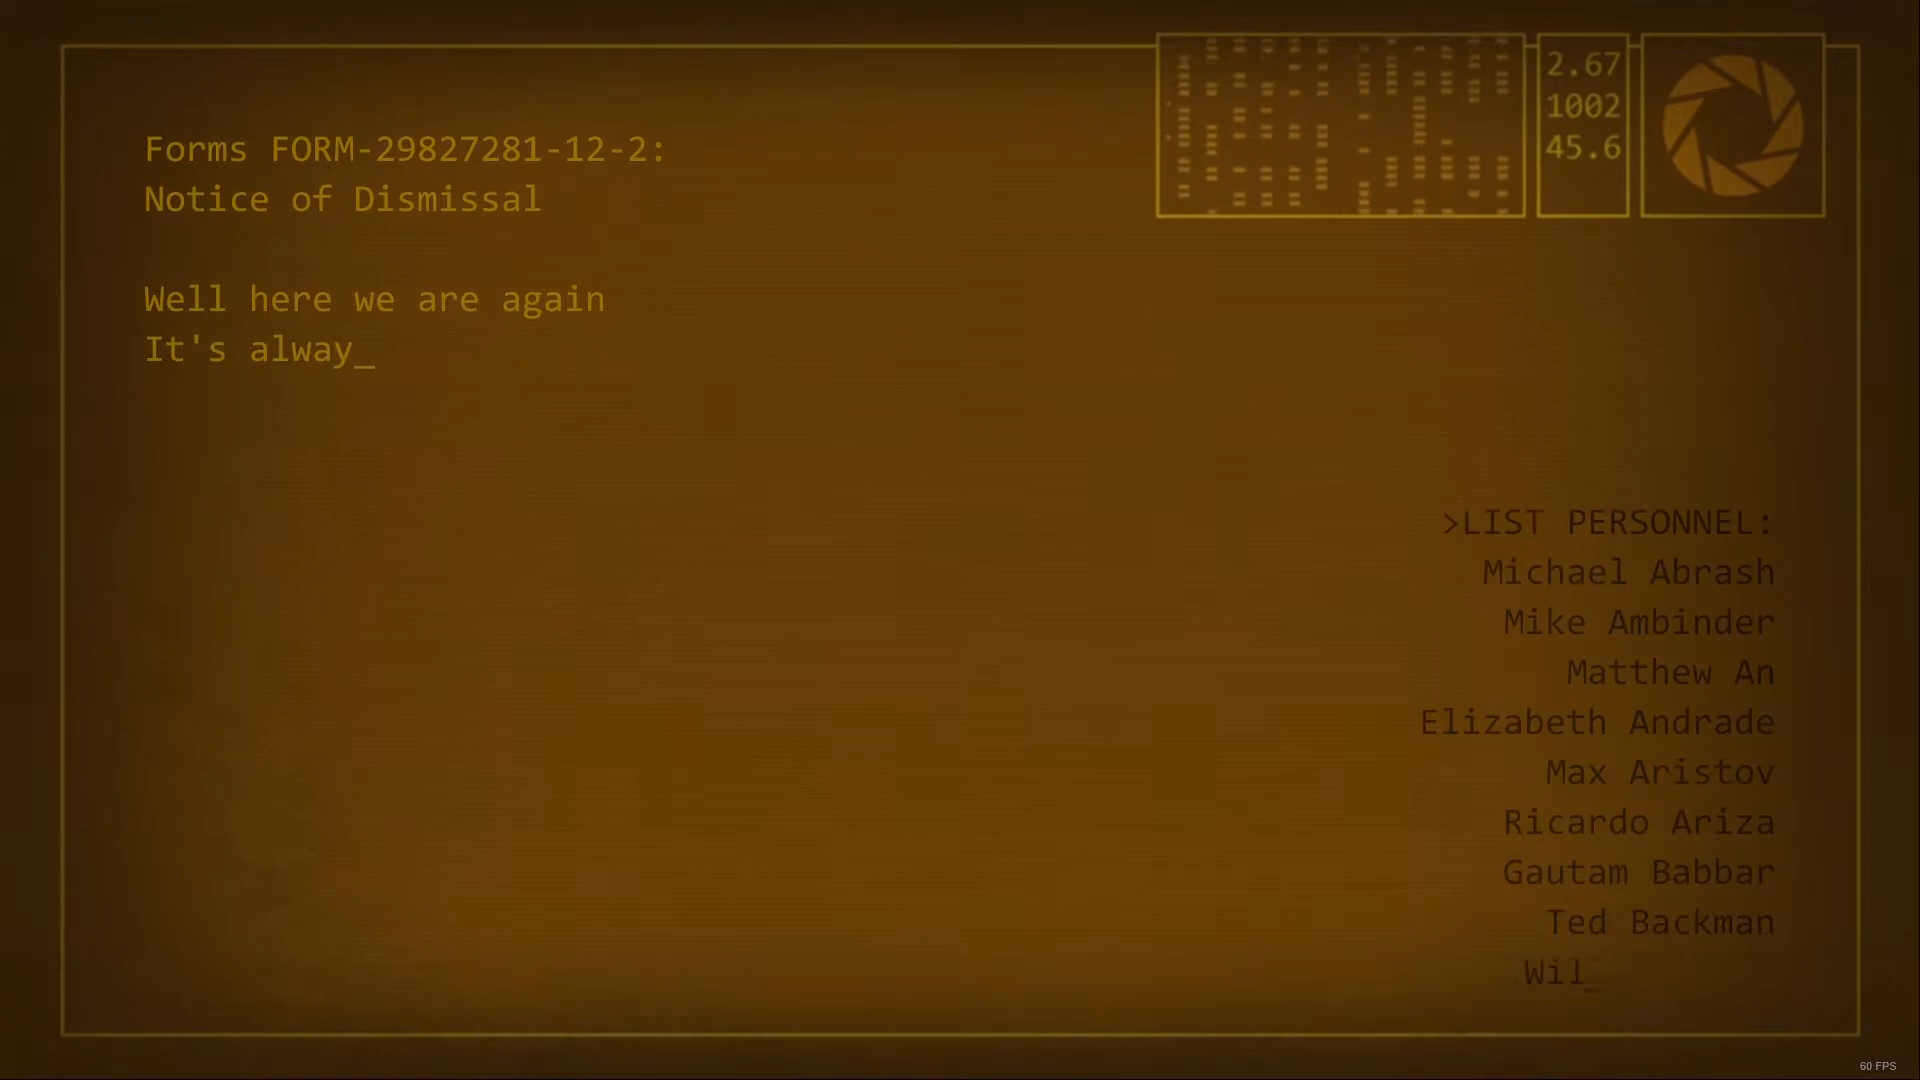 Forms FORM-29827281-12-2:
Notice of Dismissal
Well here we are again
It's alway_
2.67
1002
45.6
>LIST PERSONNEL:
Michael Abrash
Mike Ambinder
Matthew An
Elizabeth Andrade
Max Aristov
Ricardo Ariza
Gautam Babbar
Ted Backman
Wil_
60 FPS